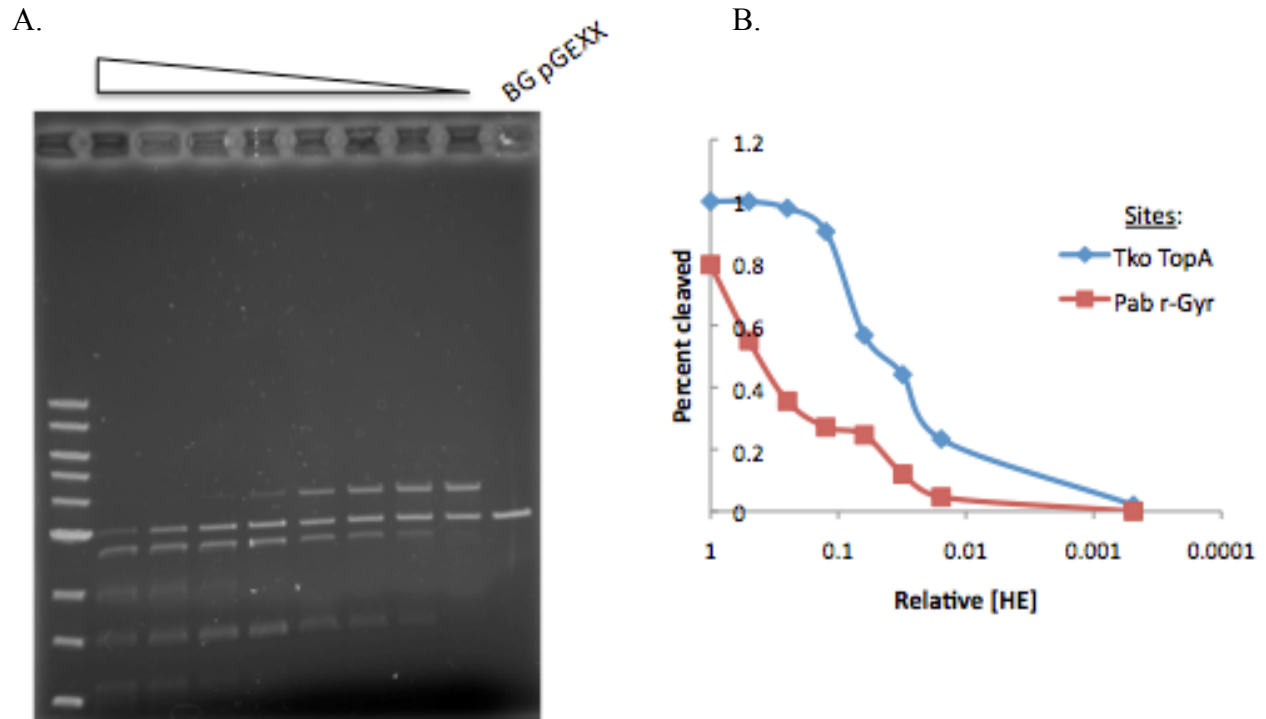 A.
BG pGEXX
B.
1.2
1
0.8
0.6
0.4
0.2
0
Percent cleaved
1
0.1
0.01
0.001
0.0001
Relative [HE]
Sites:
Tko TopA
Pab r-Gyr